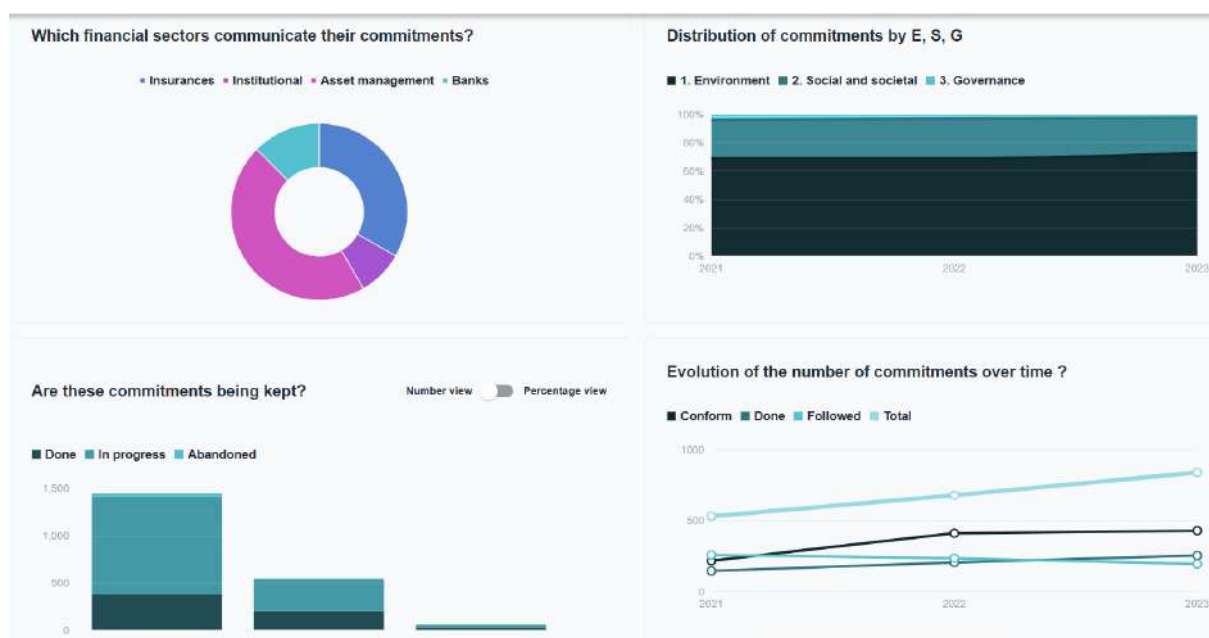 Which financial sectors communicate their commitments?
Insurances Institutional Asset management Banks
Distribution of commitments by E, S, G
1. Environment 2. Social and societal 3. Governance
100%
80%
60%
40%
20%
0%
2021 2022 2023
Are these commitments being kept?
Number view Percentage view
Done In progress Abandoned
1,500
1,000
500
0
Evolution of the number of commitments over time ?
Conform Done Followed Total
1000
500
0
2021 2022 2023